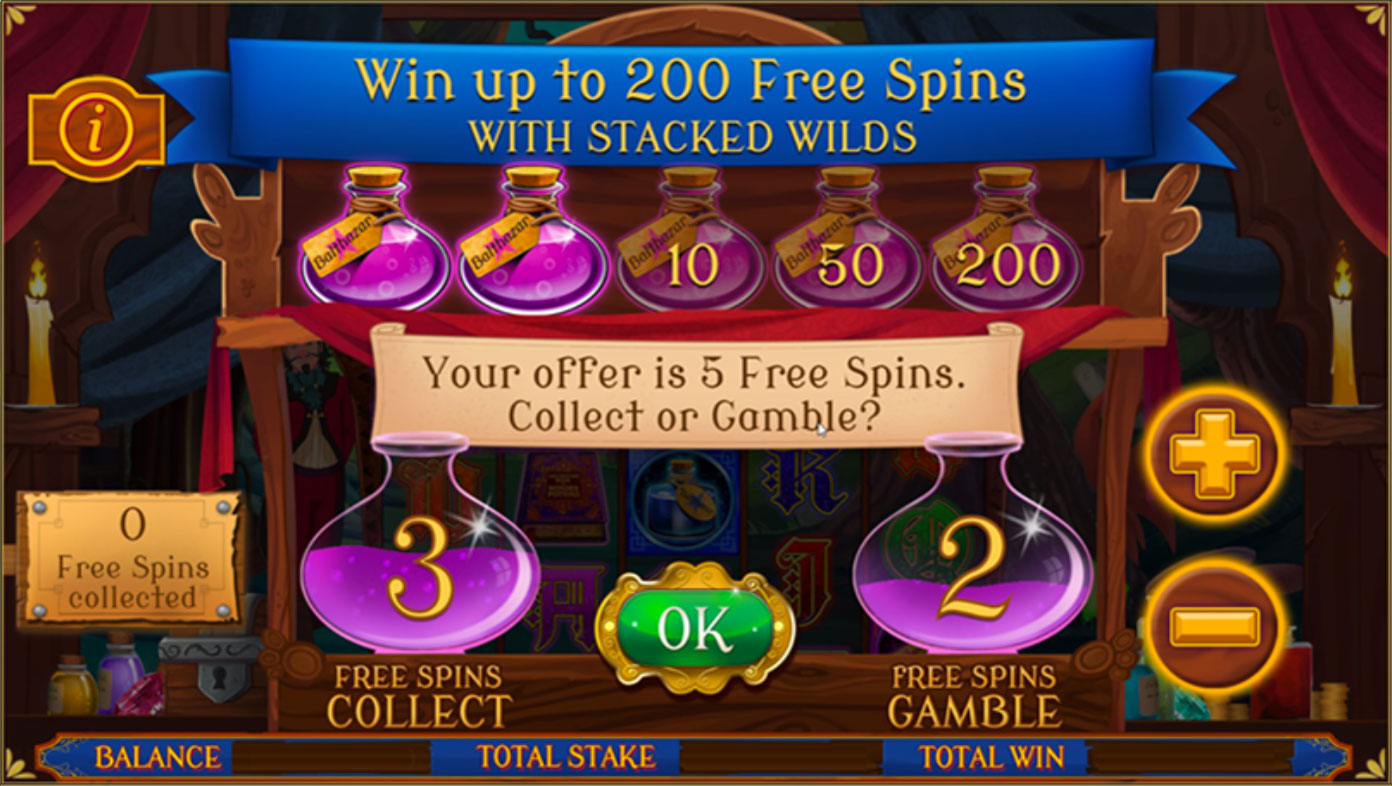 Win up to 200 Free Spins
WITH STACKED WILDS
i
Balthazar
Balthazar
Balthazar
10
Balthazar
50
Balthazar
200
Your offer is 5 Free Spins.
Collect or Gamble?
3
2
0
Free Spins
collected
OK
FREE SPINS
COLLECT
FREE SPINS
GAMBLE
BALANCE
TOTAL STAKE
TOTAL WIN